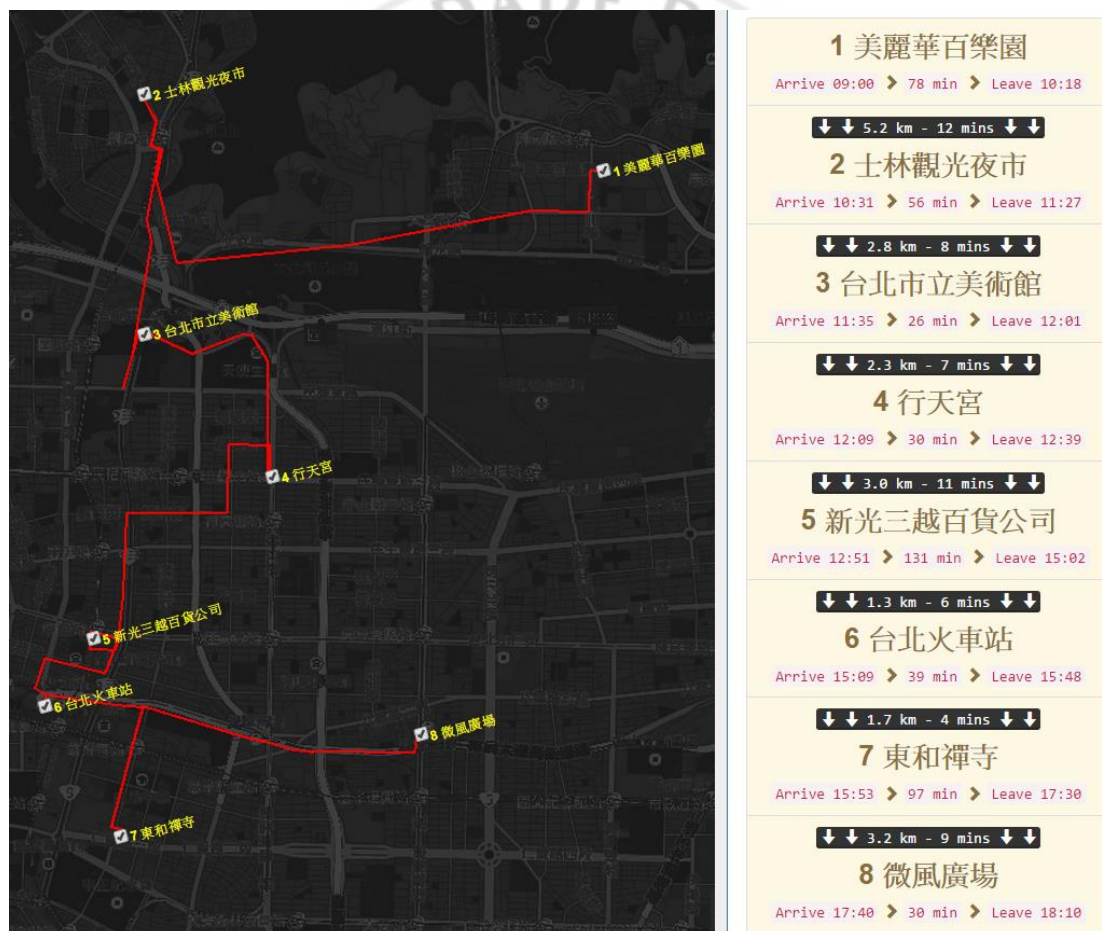 2 士林觀光夜市
1 美麗華百樂園
3 台北市立美術館
4 行天宮
5 新光三越百貨公司
6 台北火車站
8 微風廣場
7 東和禪寺
1 美麗華百樂園
Arrive 09:00 78 min Leave 10:18
5.2 km - 12 mins
2 士林觀光夜市
Arrive 10:31 56 min Leave 11:27
2.8 km - 8 mins
3 台北市立美術館
Arrive 11:35 26 min Leave 12:01
2.3 km - 7 mins
4 行天宮
Arrive 12:09 30 min Leave 12:39
3.0 km - 11 mins
5 新光三越百貨公司
Arrive 12:51 131 min Leave 15:02
1.3 km - 6 mins
6 台北火車站
Arrive 15:09 39 min Leave 15:48
1.7 km - 4 mins
7 東和禪寺
Arrive 15:53 97 min Leave 17:30
3.2 km - 9 mins
8 微風廣場
Arrive 17:40 30 min Leave 18:10